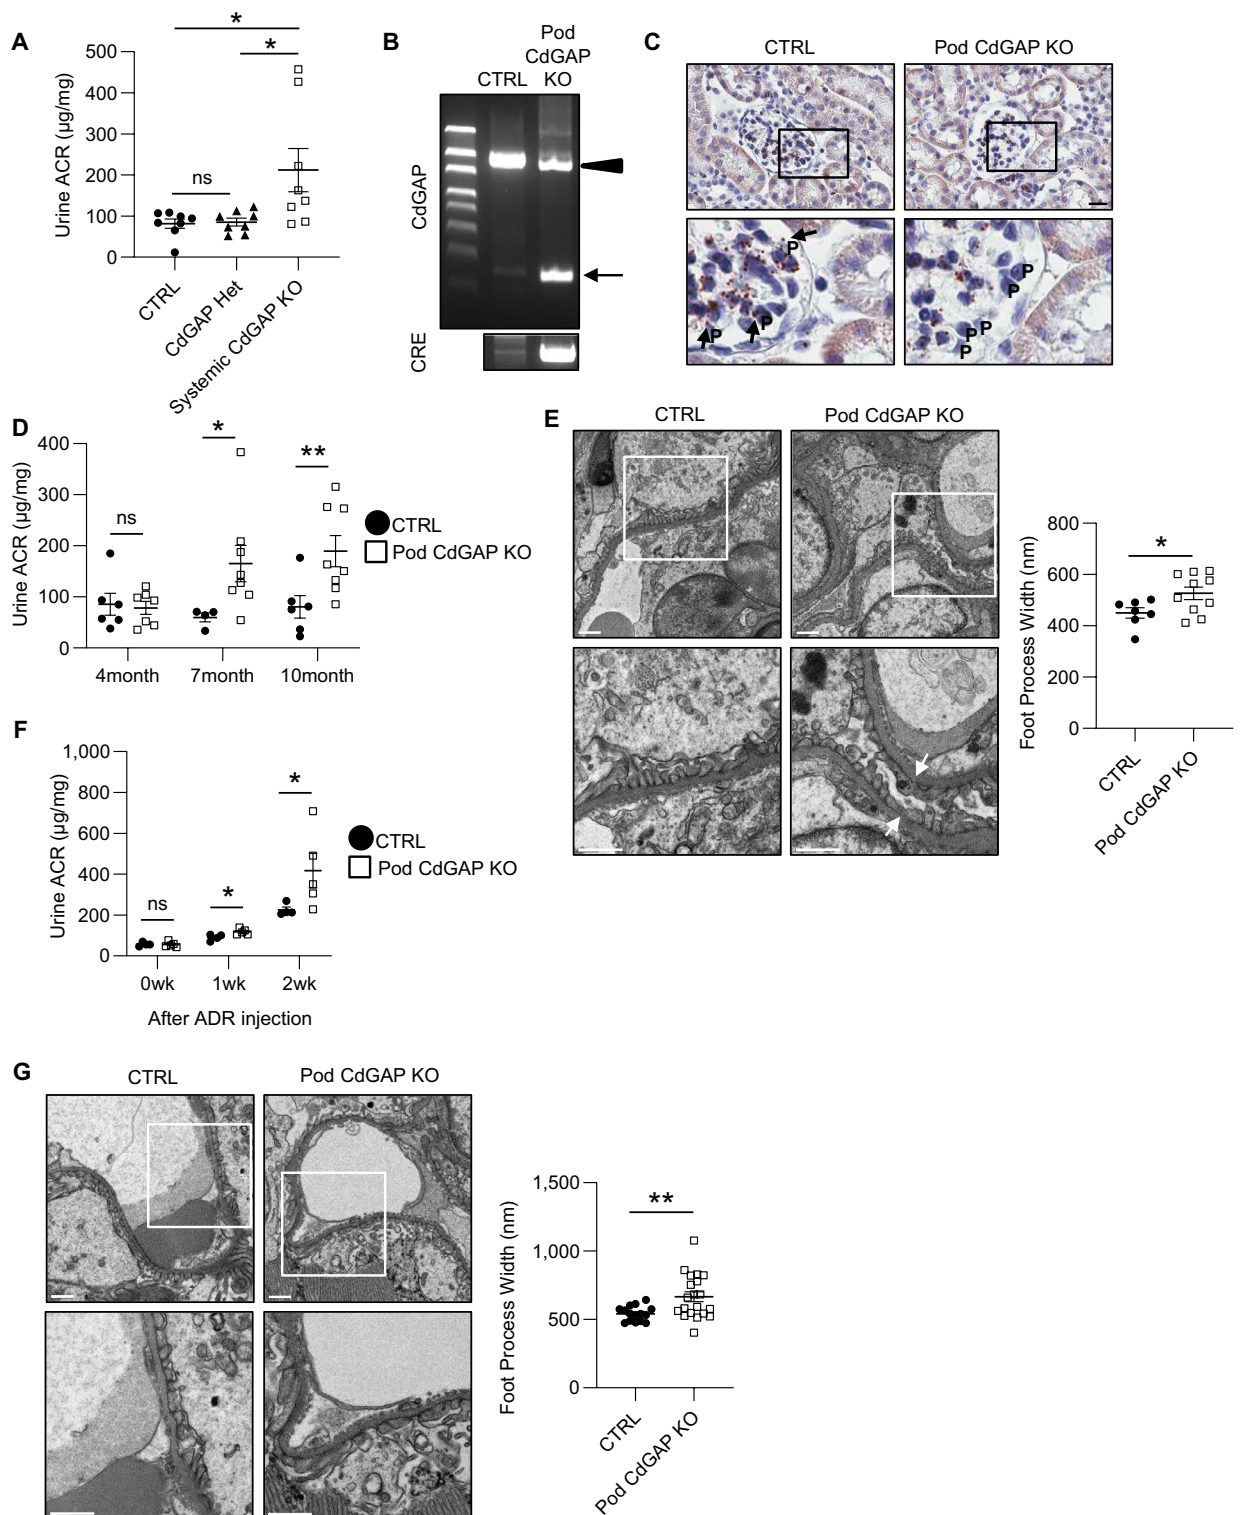 A
*
*
ns
Urine ACR (µg/mg)
500
400
300
200
100
0
CTRL
CdGAP Het
Systemic CdGAP KO
B
CTRL
Pod
CdGAP
KO
CdGAP
CRE
C
CTRL
Pod CdGAP KO
P
P
P
P
P
P
P
P
D
Urine ACR (µg/mg)
400
300
200
100
0
ns
*
**
4month
7month
10month
CTRL
Pod CdGAP KO
E
CTRL
Pod CdGAP KO
Foot Process Width (nm)
800
600
400
200
0
*
CTRL
Pod CdGAP KO
F
Urine ACR (µg/mg)
1,000
800
600
400
200
0
ns
*
*
0wk
1wk
2wk
After ADR injection
CTRL
Pod CdGAP KO
G
CTRL
Pod CdGAP KO
Foot Process Width (nm)
1,500
1,000
500
0
**
CTRL
Pod CdGAP KO